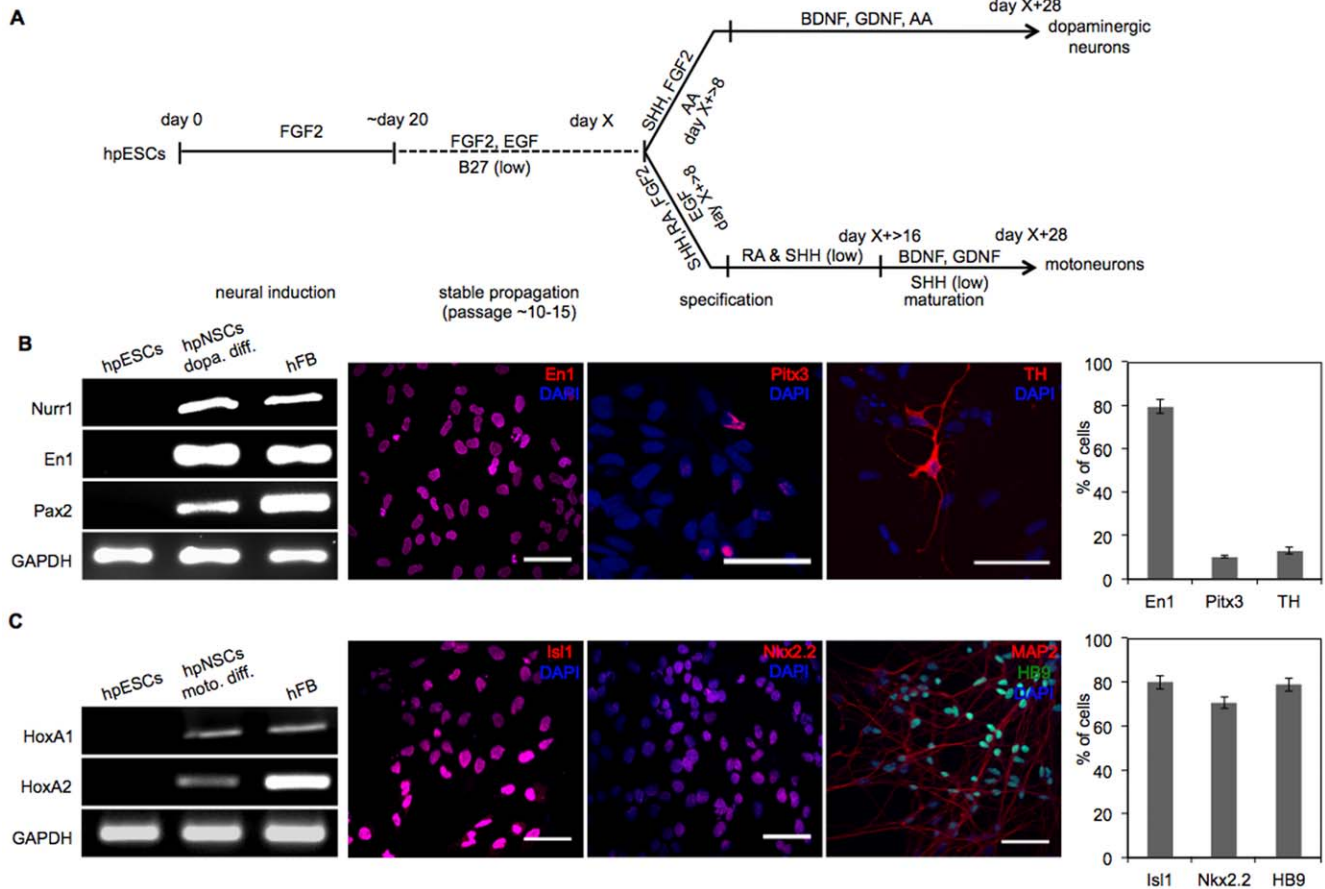 A
day 0
FGF2
~day 20
FGF2, EGF
B27 (low)
day X
hpESCs
SHH, FGF2
AA
day X+>8
BDNF, GDNF, AA
day X+28
dopaminergic
neurons
SHH,RA,FGF2
EGF
day X+>8
RA & SHH (low)
day X+>16
BDNF, GDNF
SHH (low)
day X+28
motoneurons
neural induction
stable propagation
(passage ~10-15)
specification
maturation
B
hpESCs
hpNSCs
dopa. diff.
hFB
Nurr1
En1
Pax2
GAPDH
En1
DAPI
Pitx3
DAPI
TH
DAPI
% of cells
100
80
60
40
20
0
En1 Pitx3 TH
C
hpESCs
hpNSCs
moto. diff.
hFB
HoxA1
HoxA2
GAPDH
Isl1
DAPI
Nkx2.2
DAPI
MAP2
HB9
DAPI
% of cells
100
80
60
40
20
0
Isl1 Nkx2.2 HB9